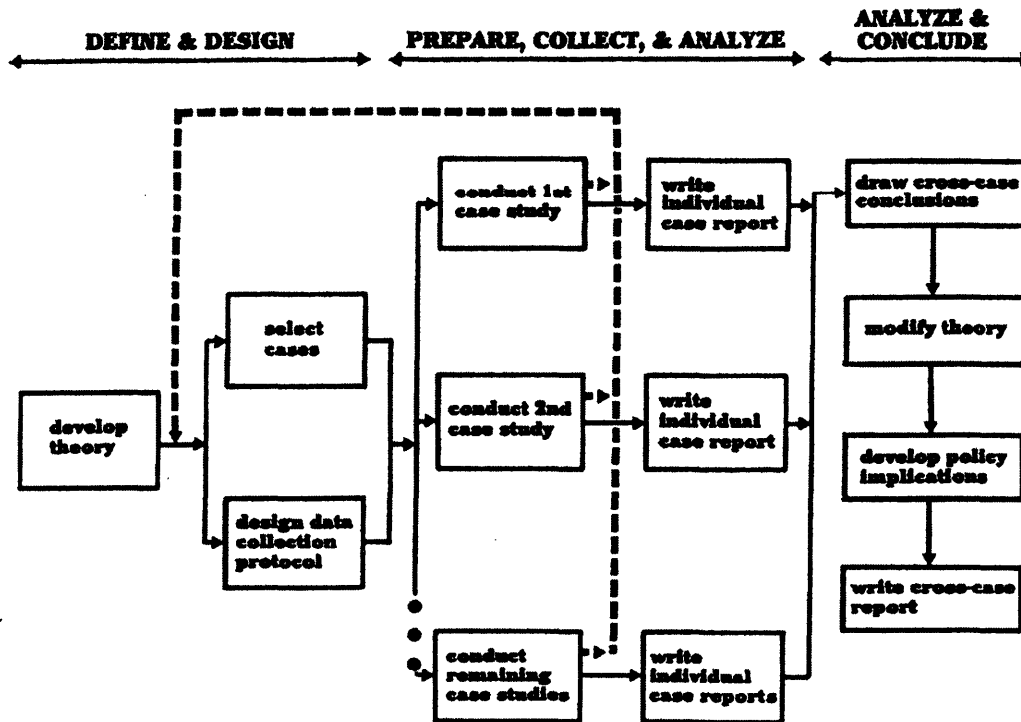 DEFINE & DESIGN
PREPARE, COLLECT, & ANALYZE
ANALYZE &
CONCLUDE
develop
theory
select
cases
design data
collection
protocol
conduct 1st
case study
conduct 2nd
case study
conduct
remaining
case studies
write
individual
case report
write
individual
case report
write
individual
case reports
draw cross-case
conclusions
modify theory
develop policy
implications
write cross-case
report